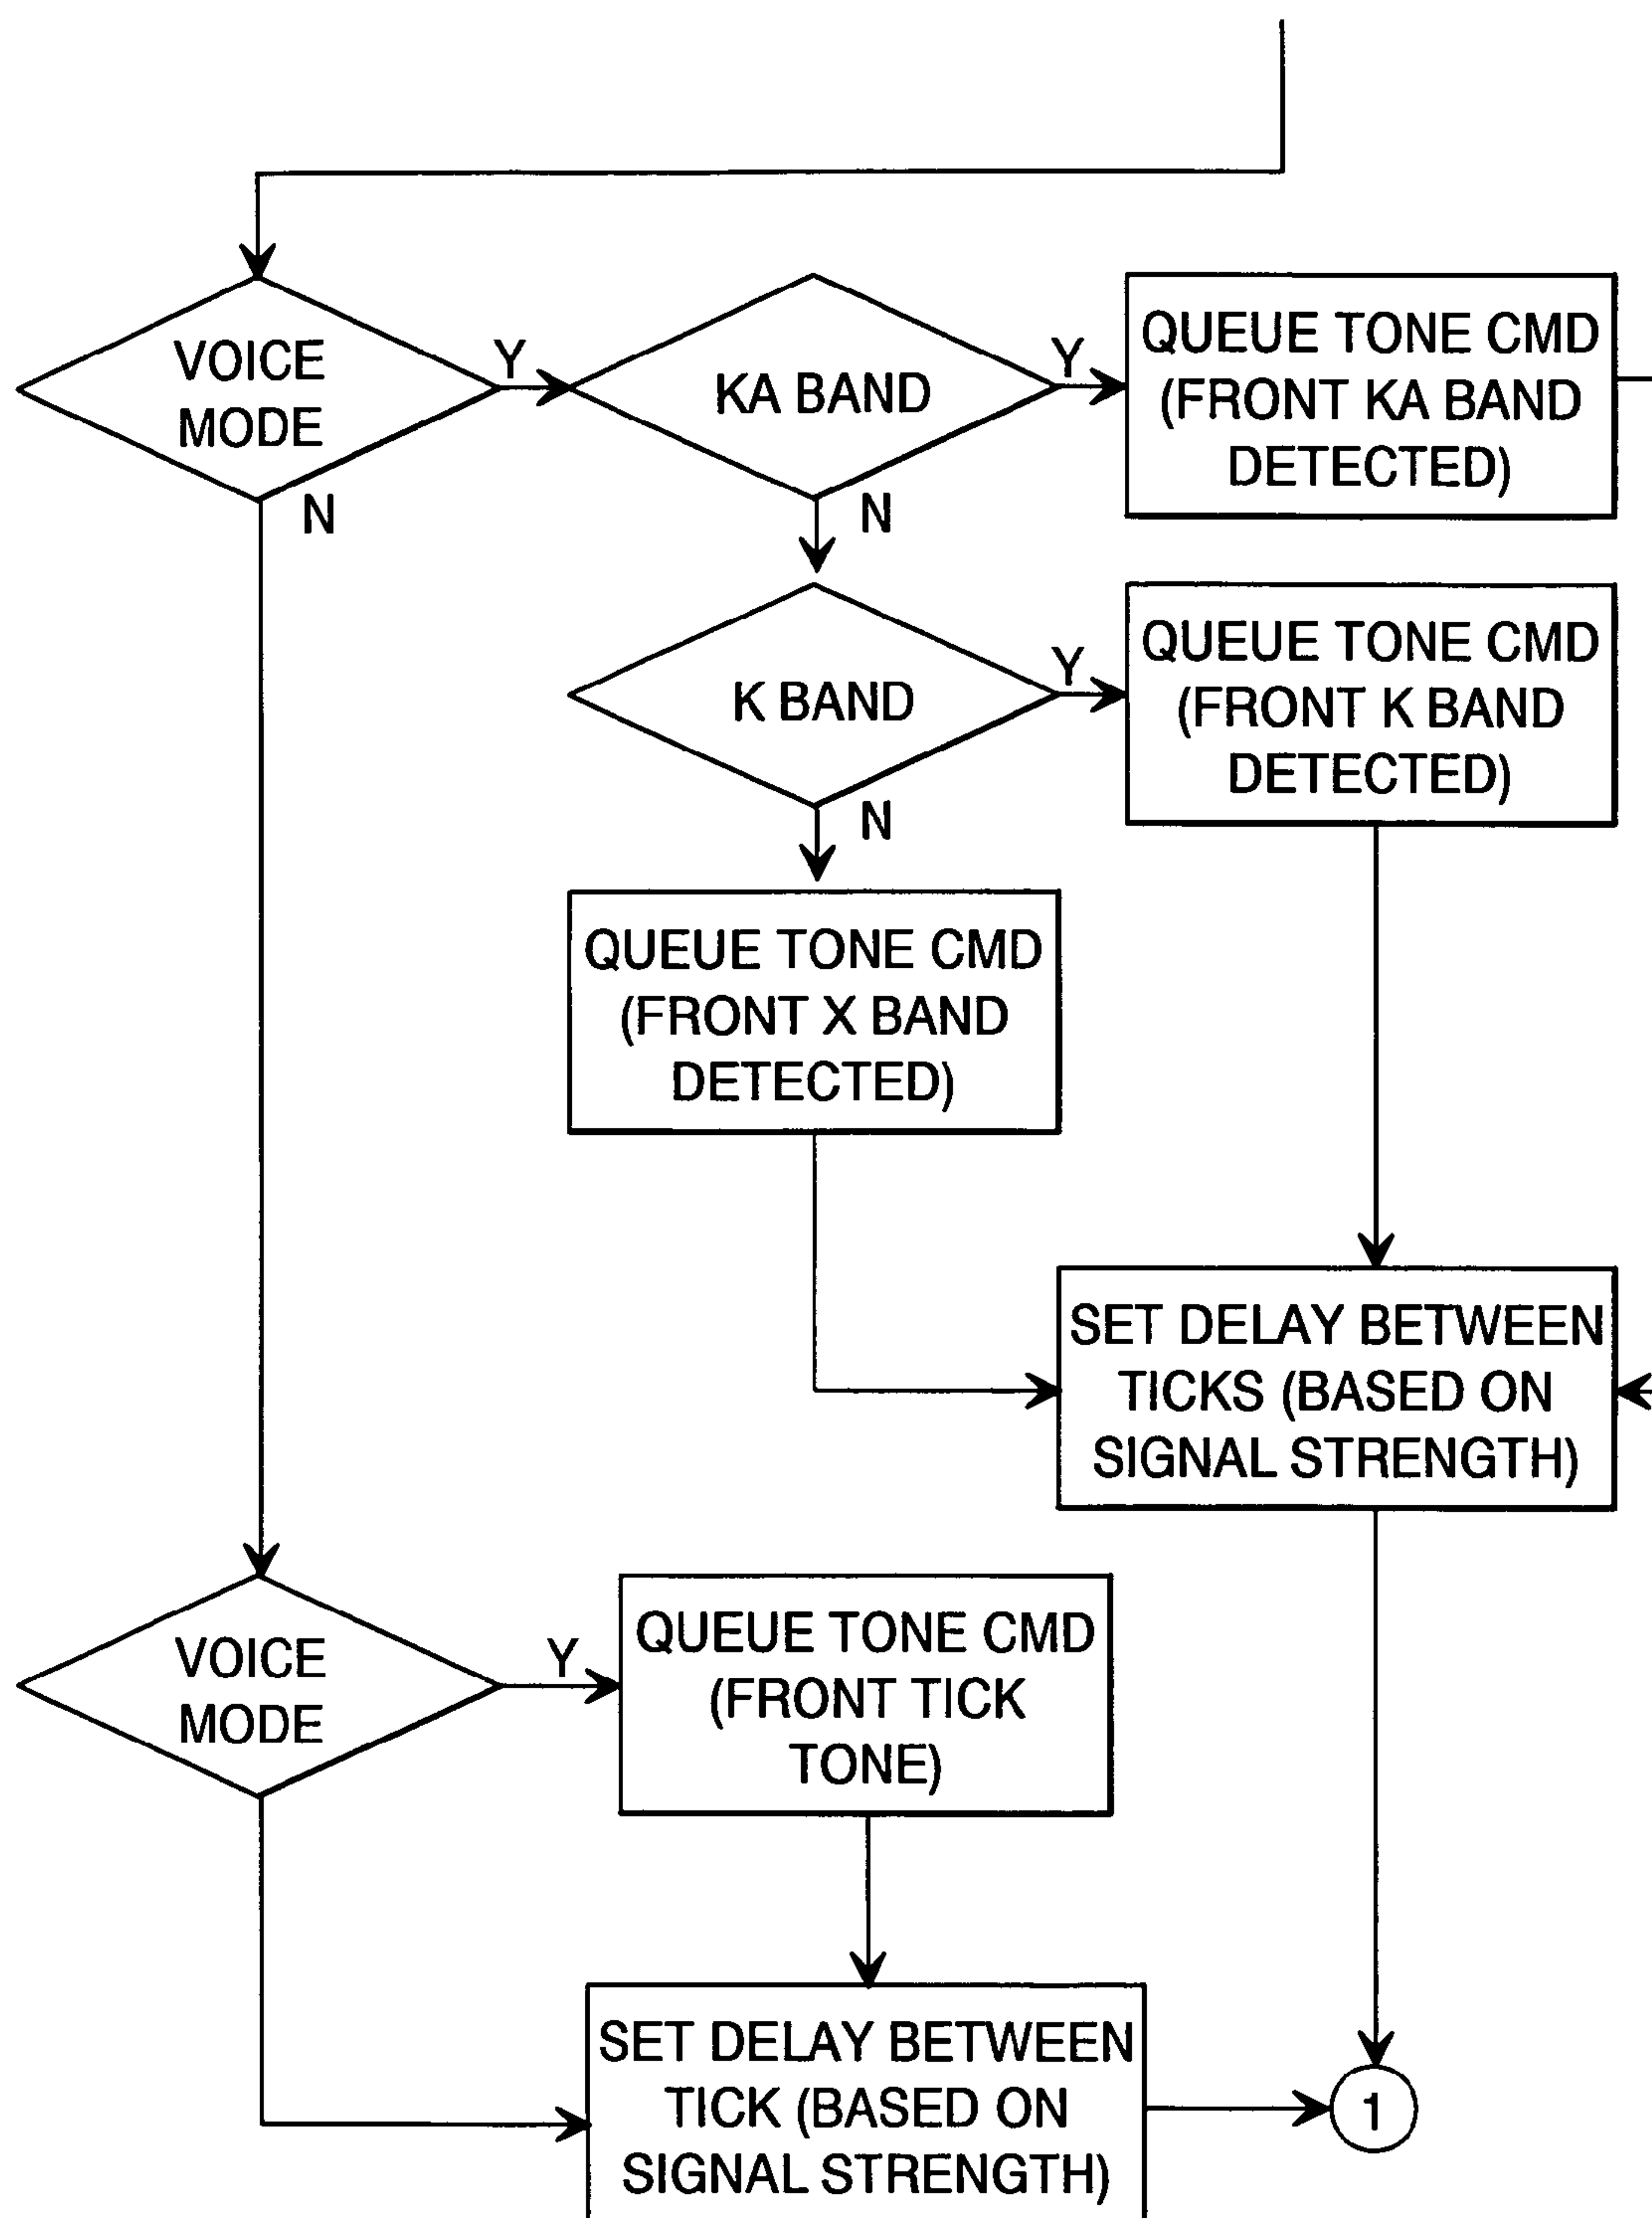 VOICE
MODE
Y
N
KA BAND
Y
N
QUEUE TONE CMD
(FRONT KA BAND
DETECTED)
K BAND
Y
N
QUEUE TONE CMD
(FRONT K BAND
DETECTED)
QUEUE TONE CMD
(FRONT X BAND
DETECTED)
SET DELAY BETWEEN
TICKS (BASED ON
SIGNAL STRENGTH)
VOICE
MODE
Y
QUEUE TONE CMD
(FRONT TICK
TONE)
SET DELAY BETWEEN
TICK (BASED ON
SIGNAL STRENGTH)
1